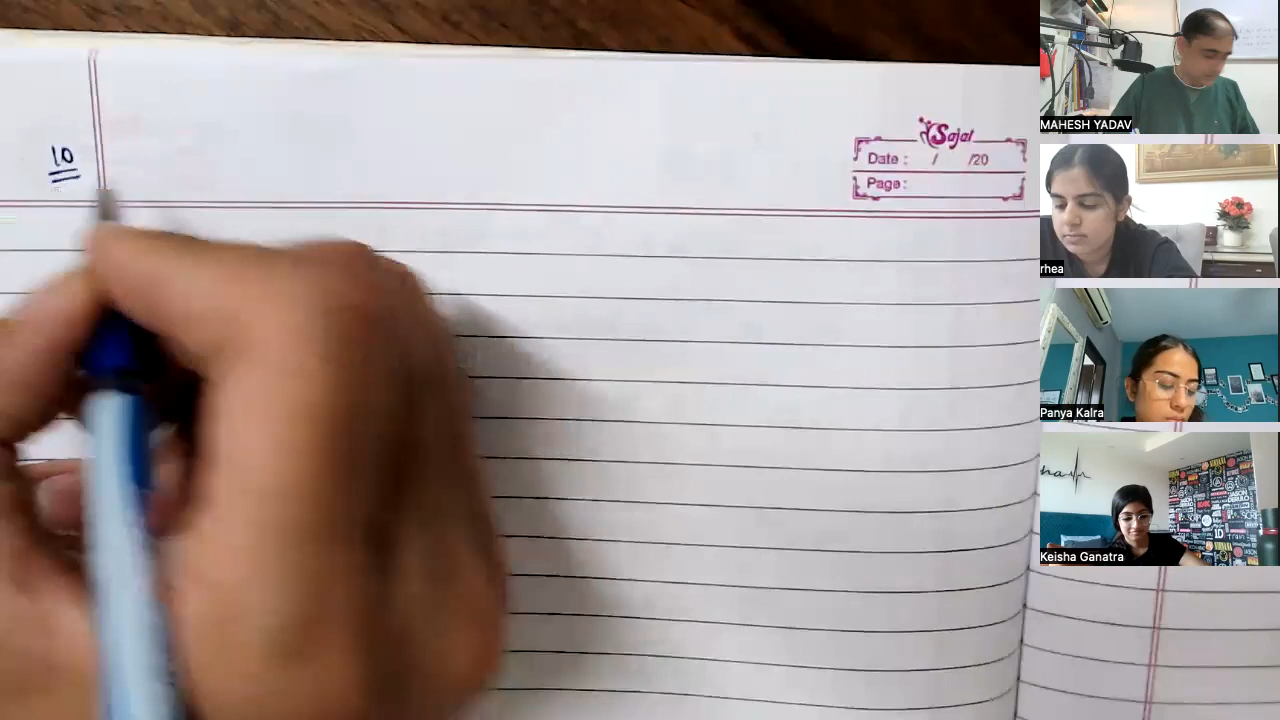 10
Sajal
Date : / /20
Page :
MAHESH YADAV
rhea
Panya Kalra
Keisha Ganatra